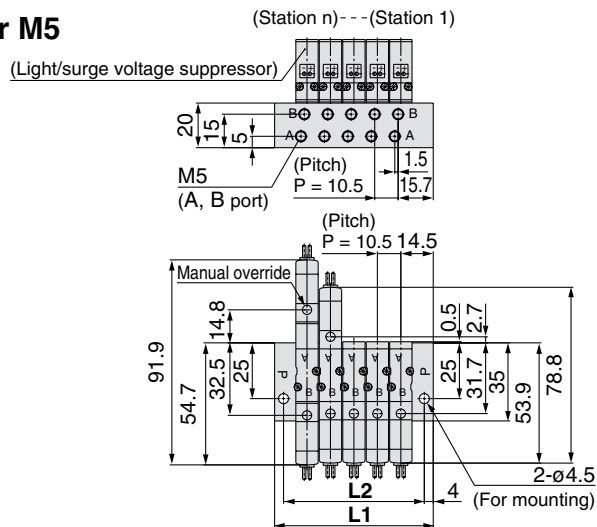 r M5
(Station n)---(Station 1)
(Light/surge voltage suppressor)
B
B
A
A
20
15
5
M5
(A, B port)
(Pitch)
P = 10.5
1.5
15.7
(Pitch)
P = 10.5
14.5
Manual override
91.9
14.8
54.7
32.5
25
P
A
A
A
A
B
B
B
B
P
0.5
2.7
25
31.7
35
53.9
78.8
2-ø4.5
(For mounting)
L2
4
L1